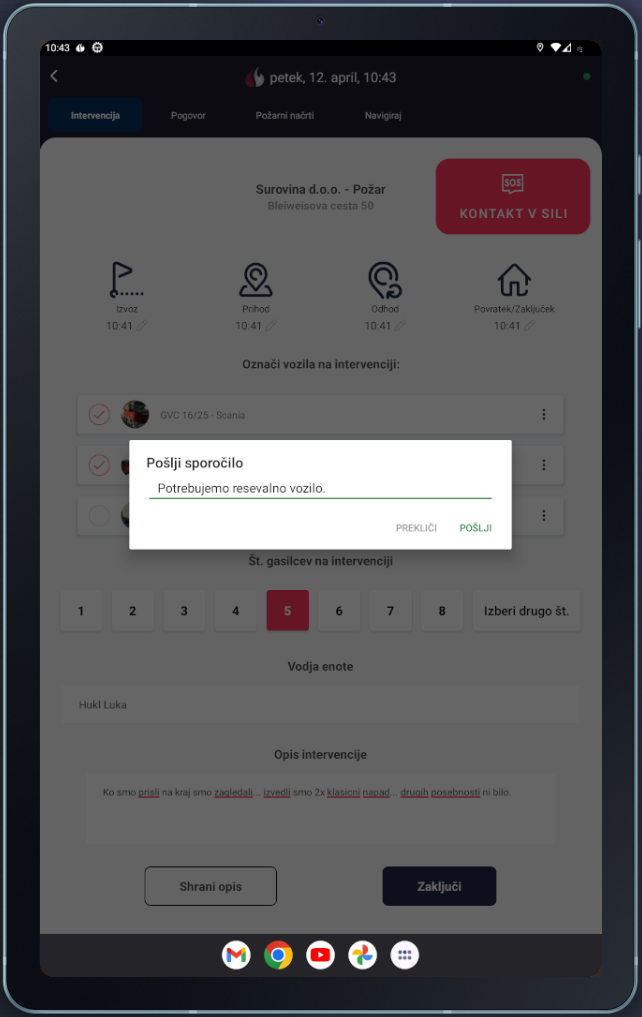 10:43
petek, 12. april, 10:43
Intervencija Pogovor Požarni načrti Navigiraj
Surovina d.o.o. - Požar
Bleiweisova cesta 50
SOS
KONTAKT V SILI
Izvoz Prihod Odhod Povratek/Zaključek
10:41 10:41 10:41 10:41
Označi vozila na intervenciji:
GVC 16/25 - Scania
Pošlji sporočilo
Potrebujemo resevalno vozilo.
PREKLIČI POŠLJI
Št. gasilcev na intervenciji
1 2 3 4 5 6 7 8 Izberi drugo št.
Vodja enote
Hukl Luka
Opis intervencije
Ko smo prisli na kraj smo zagledali... izvedli smo 2x klasicni napad... drugih posebnosti ni bilo.
Shrani opis Zaključi